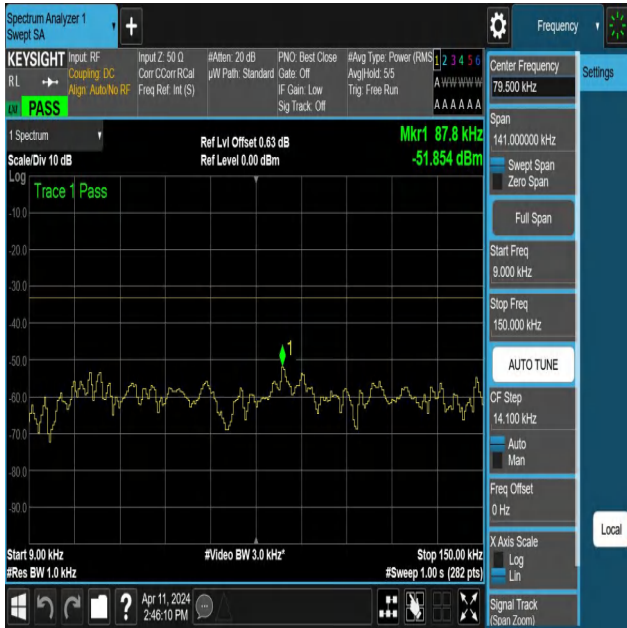 Spectrum Analyzer 1
Swept SA
+
Frequency
KEYSIGHT
RL
PASS
Input: RF
Coupling: DC
Align: Auto/No RF
Input Z: 50 Ω
Corr CCorr RCal
Freq Ref: Int (S)
#Atten: 20 dB
µW Path: Standard
PNO: Best Close
Gate: Off
IF Gain: Low
Sig Track: Off
#Avg Type: Power (RMS
Avg|Hold: 5/5
Trig: Free Run
1 2 3 4 5 6
A W W W W W
A A A A A A
1 Spectrum
Scale/Div 10 dB
Ref Lvl Offset 0.63 dB
Ref Level 0.00 dBm
Mkr1 87.8 kHz
-51.854 dBm
Log
Trace 1 Pass
-10.0
-20.0
-30.0
-40.0
-50.0
-60.0
-70.0
-80.0
-90.0
1
Start 9.00 kHz
#Res BW 1.0 kHz
#Video BW 3.0 kHz*
Stop 150.00 kHz
#Sweep 1.00 s (282 pts)
Apr 11, 2024
2:46:10 PM
Center Frequency
79.500 kHz
Span
141.000000 kHz
Swept Span
Zero Span
Full Span
Start Freq
9.000 kHz
Stop Freq
150.000 kHz
AUTO TUNE
CF Step
14.100 kHz
Auto
Man
Freq Offset
0 Hz
X Axis Scale
Log
Lin
Signal Track
(Span Zoom)
Settings
Local